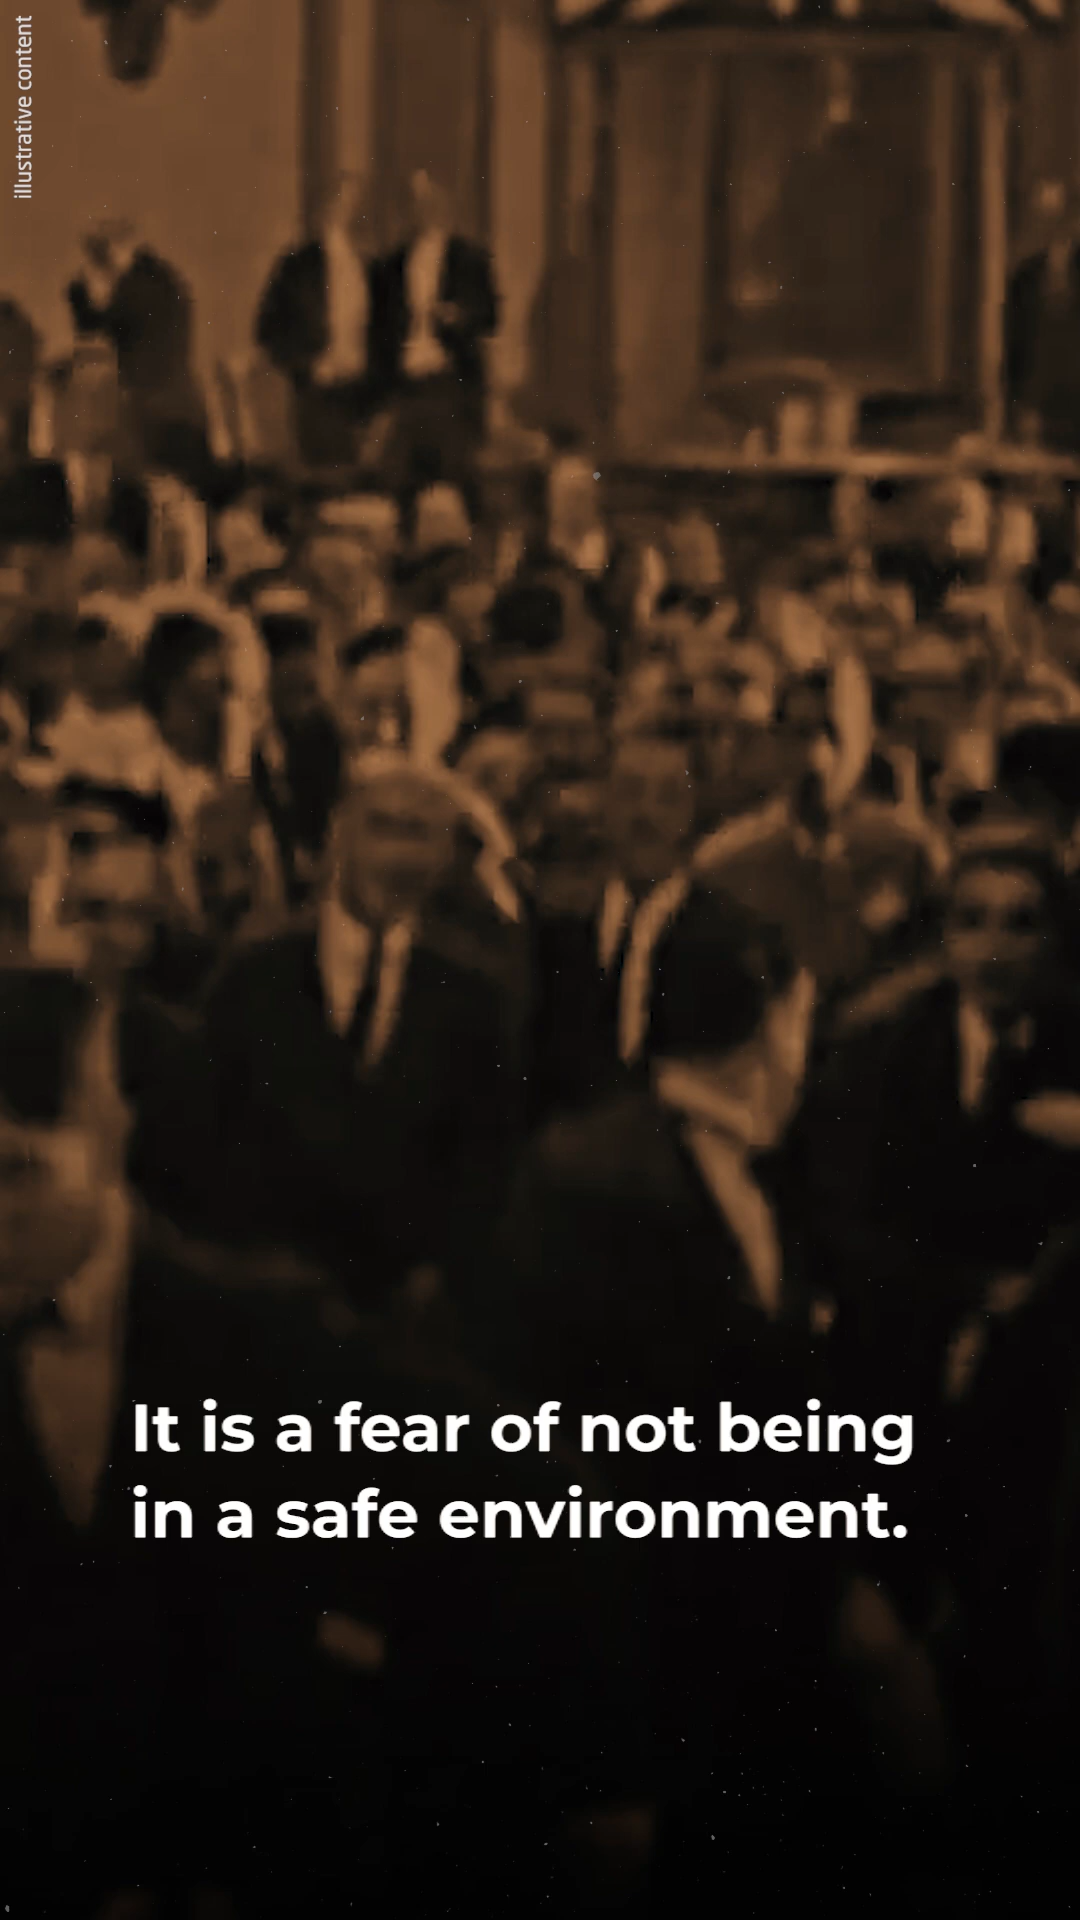 illustrative content
It is a fear of not being
in a safe environment.